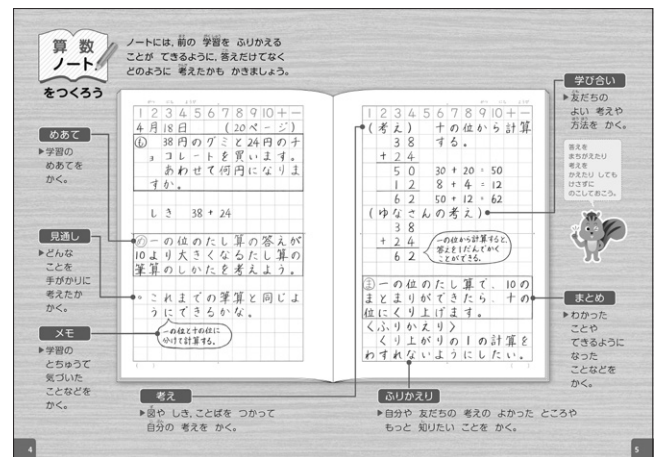 算数
ノート
をつくろう
ノートには,前の 学習を ふりかえる
ことが できるように,答えだけでなく
どのように 考えたかも かきましょう。
めあて
▶学習の
めあてを
かく。
見通し
▶どんな
ことを
手がかりに
考えたか
かく。
メモ
▶学習の
とちゅうで
気づいた
ことなどを
かく。
1 2 3 4 5 6 7 8 9 10 + −
4月18日 (20ページ)
⑥ 38円のグミと24円のチ
ョコレートを買います。
あわせて何円になりま
すか。
しき 38+24
一の位のたし算の答えが
10より大きくなるたし算の
筆算のしかたを考えよう。
これまでの筆算と同じよ
うにできるかな。
一の位と十の位に
分けて計算する。
1 2 3 4 5 6 7 8 9 10 + −
(考え) 十の位から計算
38 する。
+24
50 30+20=50
12 8+4=12
62 50+12=62
(ゆなさんの考え)
38
+24
62
一の位から計算すると、
答えを1だんでかく
ことができる。
㋮一の位のたし算で、10の
まとまりができたら、十の
位にくり上げます。
〈ふりかえり〉
くり上がりの1の計算を
わすれないようにしたい。
学び合い
▶友だちの
よい 考えや
方法を かく。
答えを
まちがえたり
考えを
かえたり しても
けさずに
のこしておこう。
まとめ
▶わかった
ことや
できるように
なった
ことなどを
かく。
考え
▶図や しき,ことばを つかって
自分の 考えを かく。
ふりかえり
▶自分や 友だちの 考えの よかった ところや
もっと 知りたい ことを かく。
4
5